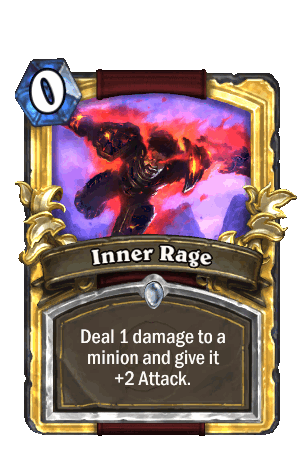 0
Inner Rage
Deal 1 damage to a
minion and give it
+2 Attack.